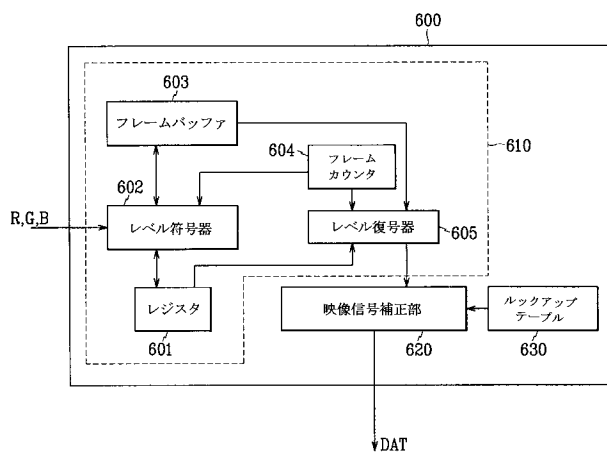 600
603
フレームバッファ
604
フレーム
カウンタ
610
602
R,G,B
レベル符号器
レベル復号器
605
レジスタ
601
映像信号補正部
620
ルックアップ
テーブル
630
DAT